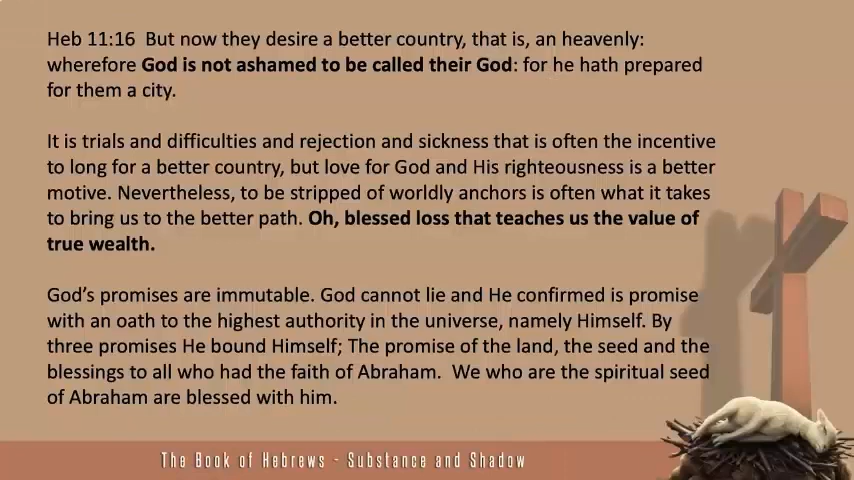 Heb 11:16  But now they desire a better country, that is, an heavenly:
wherefore God is not ashamed to be called their God: for he hath prepared
for them a city.
It is trials and difficulties and rejection and sickness that is often the incentive
to long for a better country, but love for God and His righteousness is a better
motive. Nevertheless, to be stripped of worldly anchors is often what it takes
to bring us to the better path. Oh, blessed loss that teaches us the value of
true wealth.
God’s promises are immutable. God cannot lie and He confirmed is promise
with an oath to the highest authority in the universe, namely Himself. By
three promises He bound Himself; The promise of the land, the seed and the
blessings to all who had the faith of Abraham.  We who are the spiritual seed
of Abraham are blessed with him.
The Book of Hebrews - Substance and Shadow